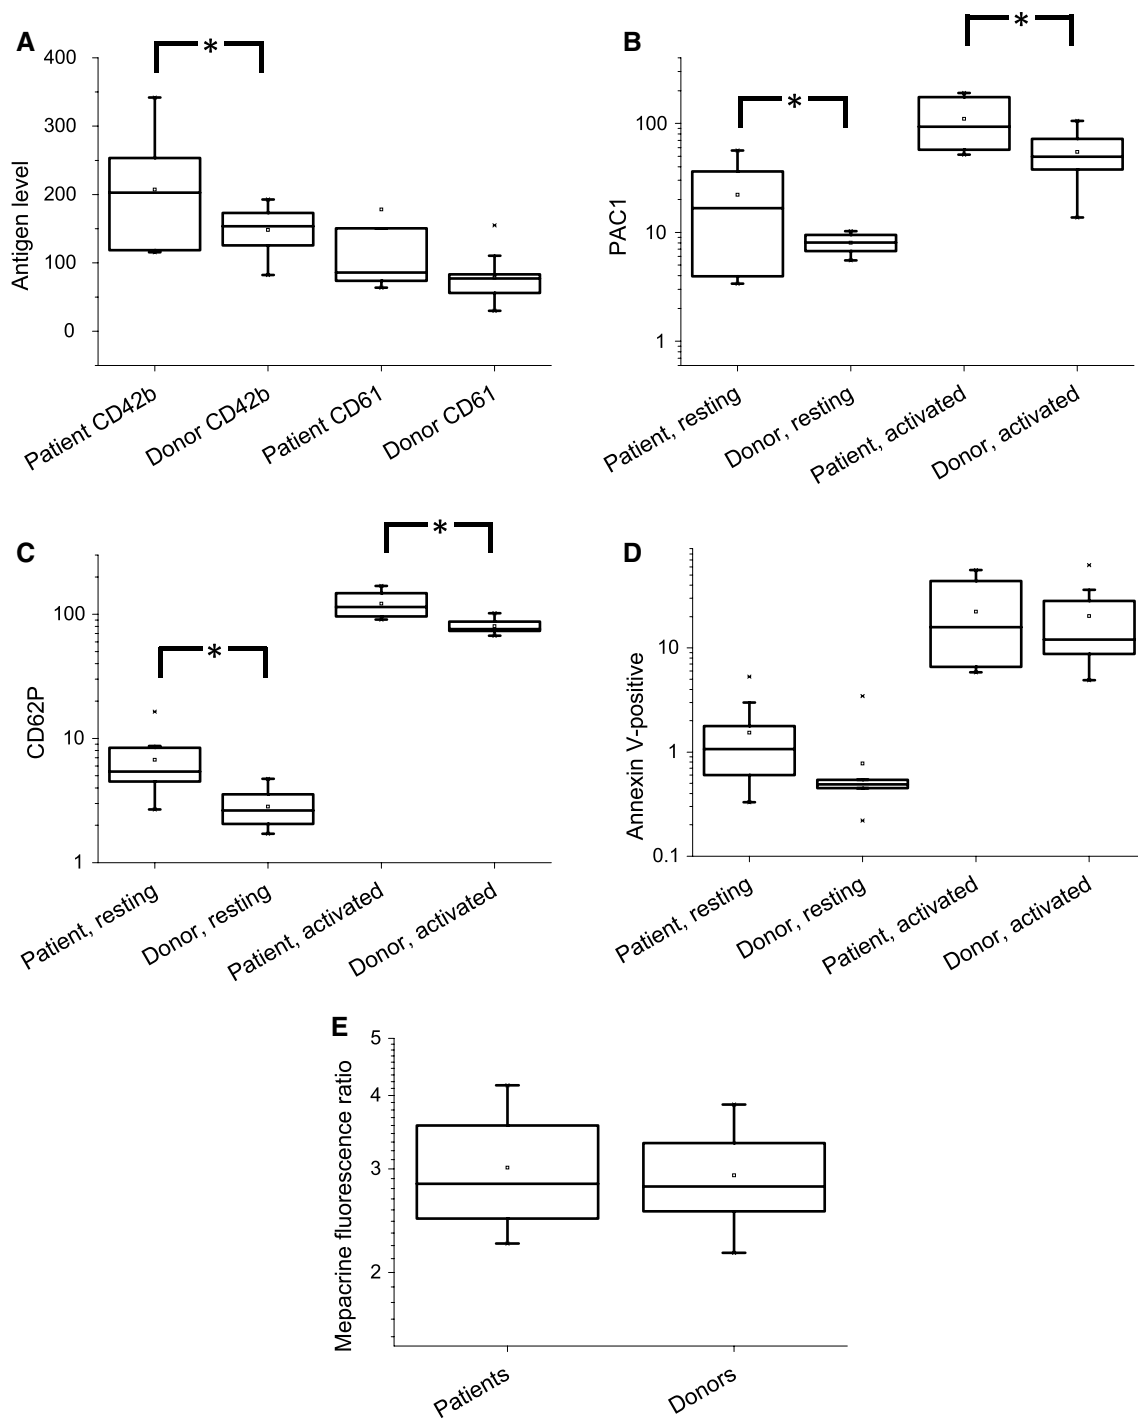 A
*
400
300
200
100
0
Antigen level
Patient CD42b
Donor CD42b
Patient CD61
Donor CD61
B
*
*
100
10
1
PAC1
Patient, resting
Donor, resting
Patient, activated
Donor, activated
C
*
*
100
10
1
CD62P
Patient, resting
Donor, resting
Patient, activated
Donor, activated
D
10
1
0.1
Annexin V-positive
Patient, resting
Donor, resting
Patient, activated
Donor, activated
E
5
4
3
2
Mepacrine fluorescence ratio
Patients
Donors